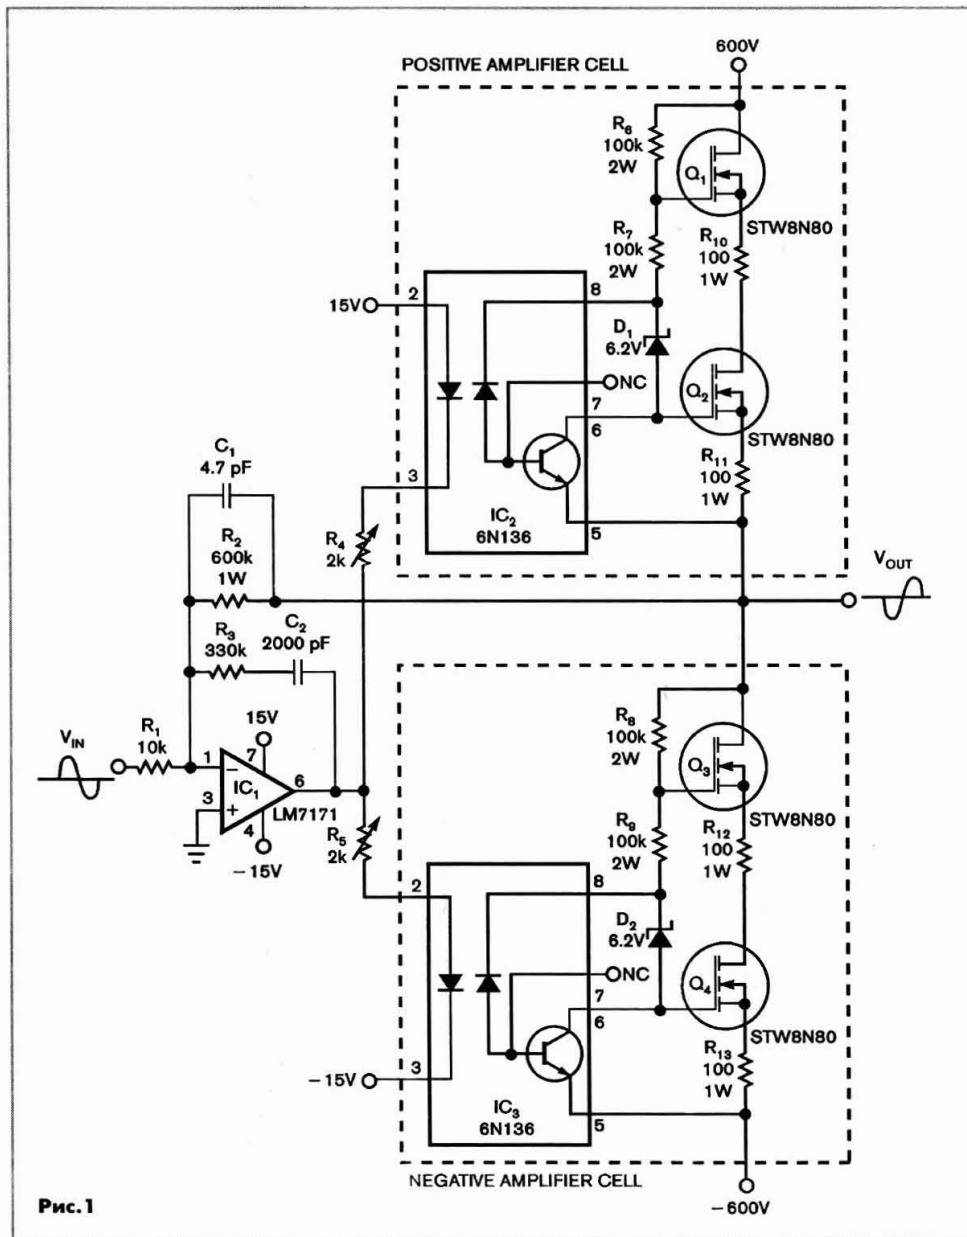 600V
POSITIVE AMPLIFIER CELL
R6
100k
2W
Q1
STW8N80
R7
100k
2W
R10
100
1W
15V
2
8
D1
6.2V
NC
Q2
7
6
STW8N80
R11
100
1W
C1
4.7 pF
3
IC2
6N136
5
R4
2k
R2
600k
1W
VOUT
R3
330k
C2
2000 pF
VIN
R1
10k
15V
7
1
−
IC1
6
3
+
LM7171
4
−15V
R5
2k
R8
100k
2W
Q3
STW8N80
R9
100k
2W
R12
100
1W
2
8
D2
6.2V
NC
Q4
7
6
STW8N80
R13
100
1W
−15V
3
IC3
6N136
5
NEGATIVE AMPLIFIER CELL
−600V
Рис.1